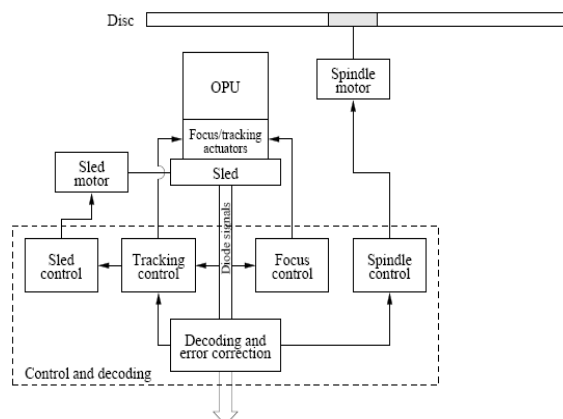 Disc
OPU
Spindle
motor
Focus/tracking
actuators
Sled
motor
Sled
Diode signals
Sled
control
Tracking
control
Focus
control
Spindle
control
Decoding and
error correction
Control and decoding